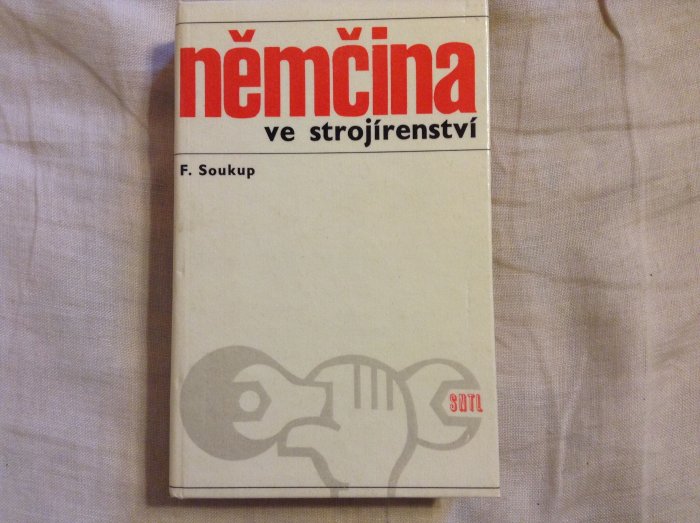 němčina
ve strojírenství
F. Soukup
SNTL